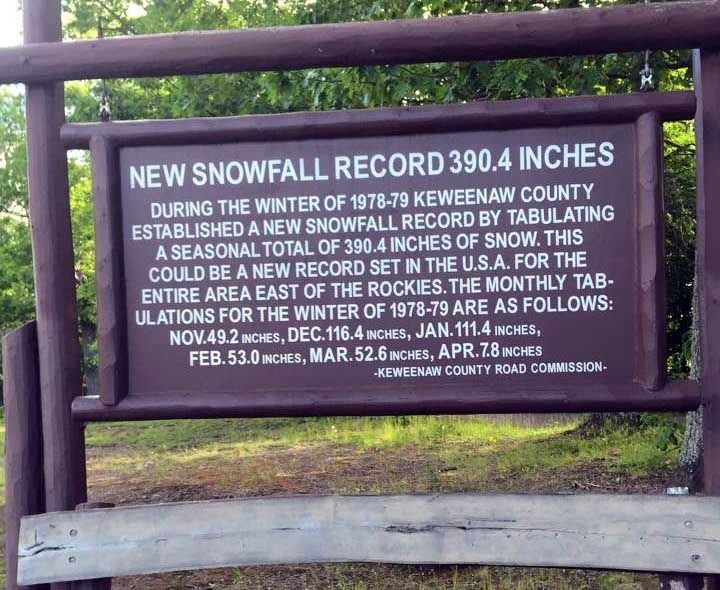 NEW SNOWFALL RECORD 390.4 INCHES
DURING THE WINTER OF 1978-79 KEWEENAW COUNTY
ESTABLISHED A NEW SNOWFALL RECORD BY TABULATING
A SEASONAL TOTAL OF 390.4 INCHES OF SNOW. THIS
COULD BE A NEW RECORD SET IN THE U.S.A. FOR THE
ENTIRE AREA EAST OF THE ROCKIES. THE MONTHLY TAB-
ULATIONS FOR THE WINTER OF 1978-79 ARE AS FOLLOWS:
NOV. 49.2 INCHES, DEC. 116.4 INCHES, JAN. 111.4 INCHES,
FEB. 53.0 INCHES, MAR. 52.6 INCHES, APR. 7.8 INCHES
-KEWEENAW COUNTY ROAD COMMISSION-